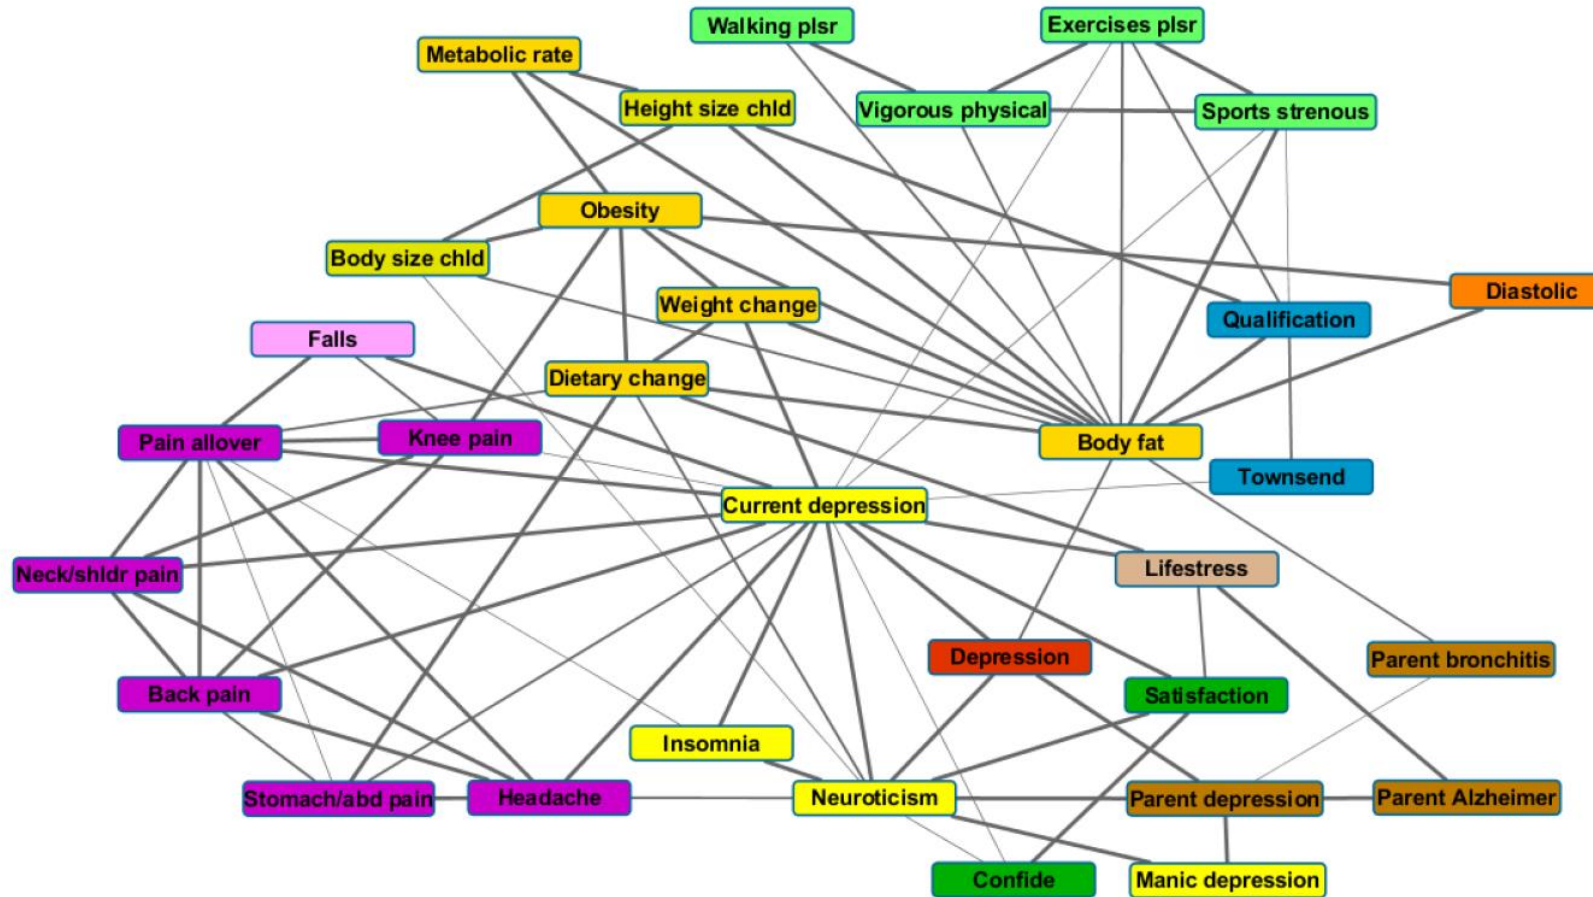 Walking plsr
Exercises plsr
Metabolic rate
Height size chld
Vigorous physical
Sports strenous
Obesity
Body size chld
Weight change
Diastolic
Qualification
Falls
Dietary change
Pain allover
Knee pain
Body fat
Townsend
Current depression
Neck/shldr pain
Lifestress
Depression
Parent bronchitis
Back pain
Satisfaction
Insomnia
Stomach/abd pain
Headache
Neuroticism
Parent depression
Parent Alzheimer
Confide
Manic depression